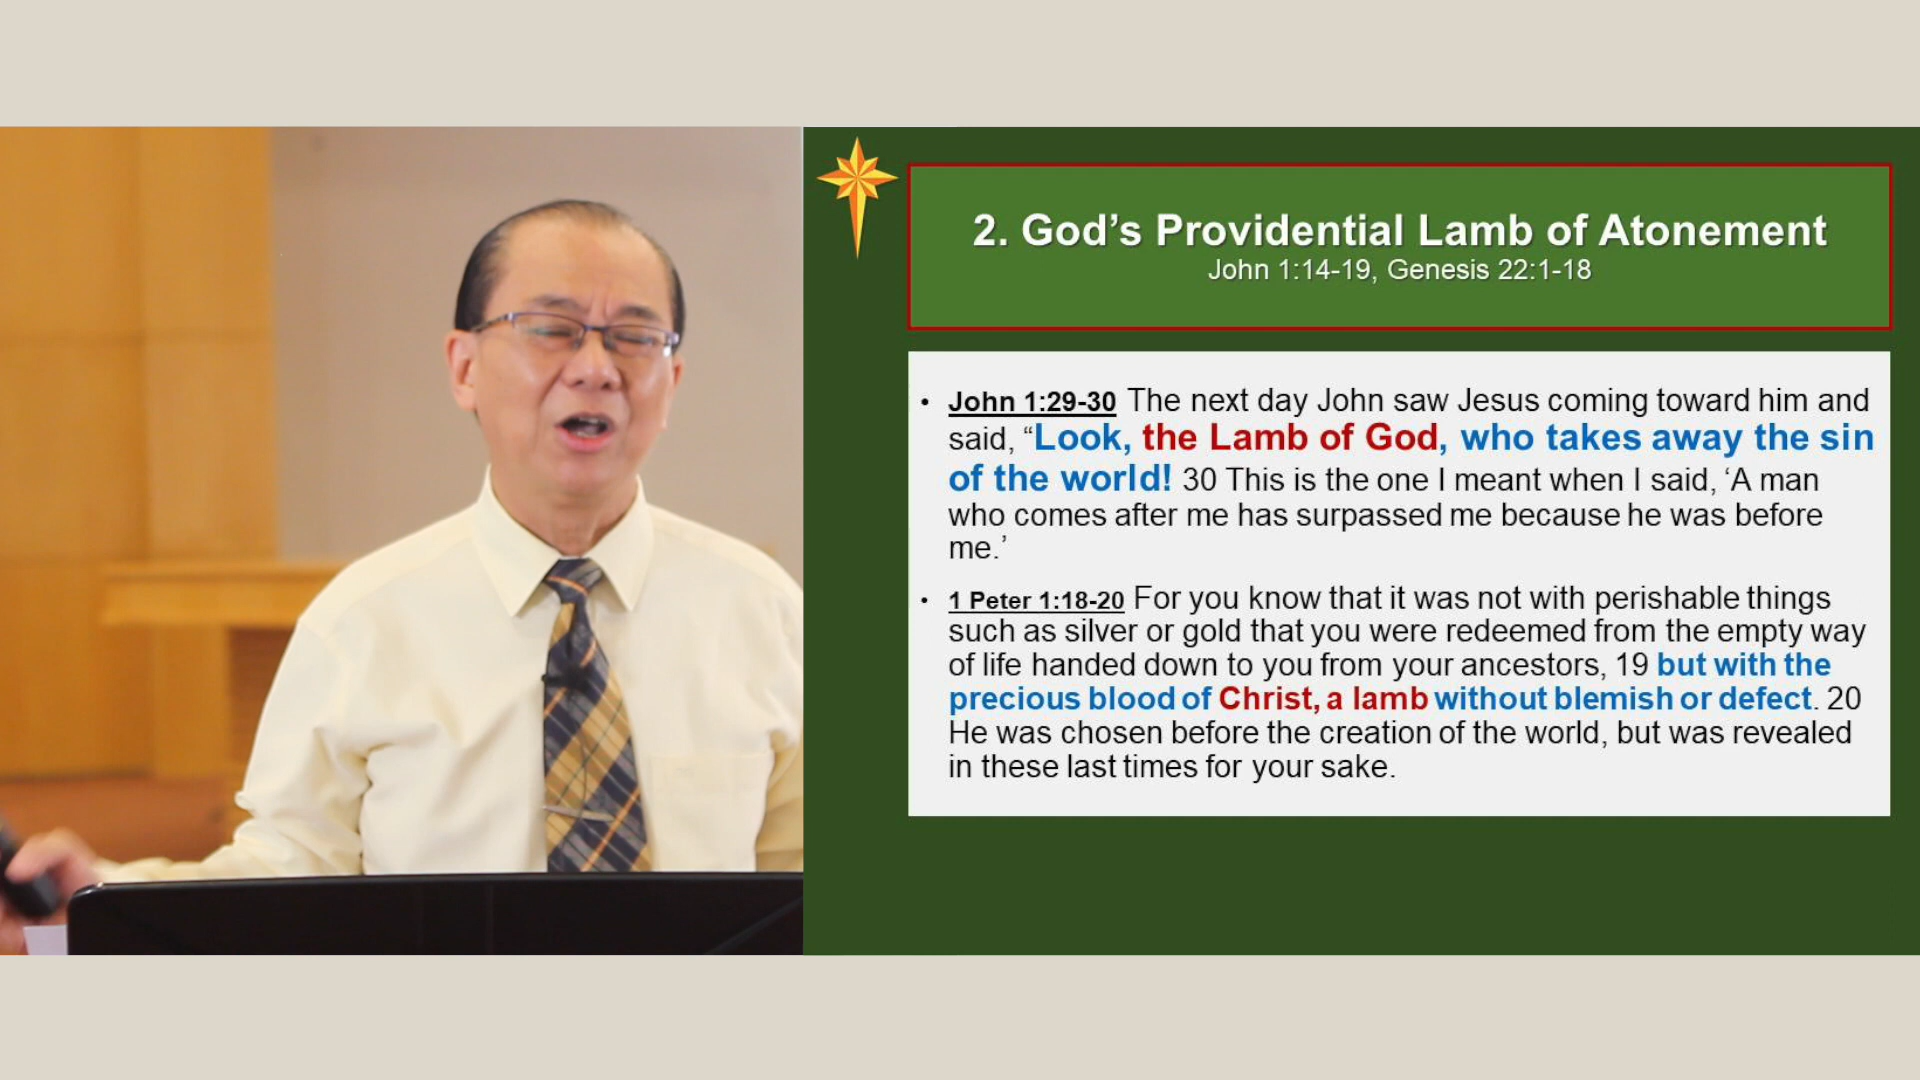 2. God’s Providential Lamb of Atonement
John 1:14-19, Genesis 22:1-18
• John 1:29-30 The next day John saw Jesus coming toward him and
said, “Look, the Lamb of God, who takes away the sin
of the world! 30 This is the one I meant when I said, ‘A man
who comes after me has surpassed me because he was before
me.’
• 1 Peter 1:18-20 For you know that it was not with perishable things
such as silver or gold that you were redeemed from the empty way
of life handed down to you from your ancestors, 19 but with the
precious blood of Christ, a lamb without blemish or defect. 20
He was chosen before the creation of the world, but was revealed
in these last times for your sake.